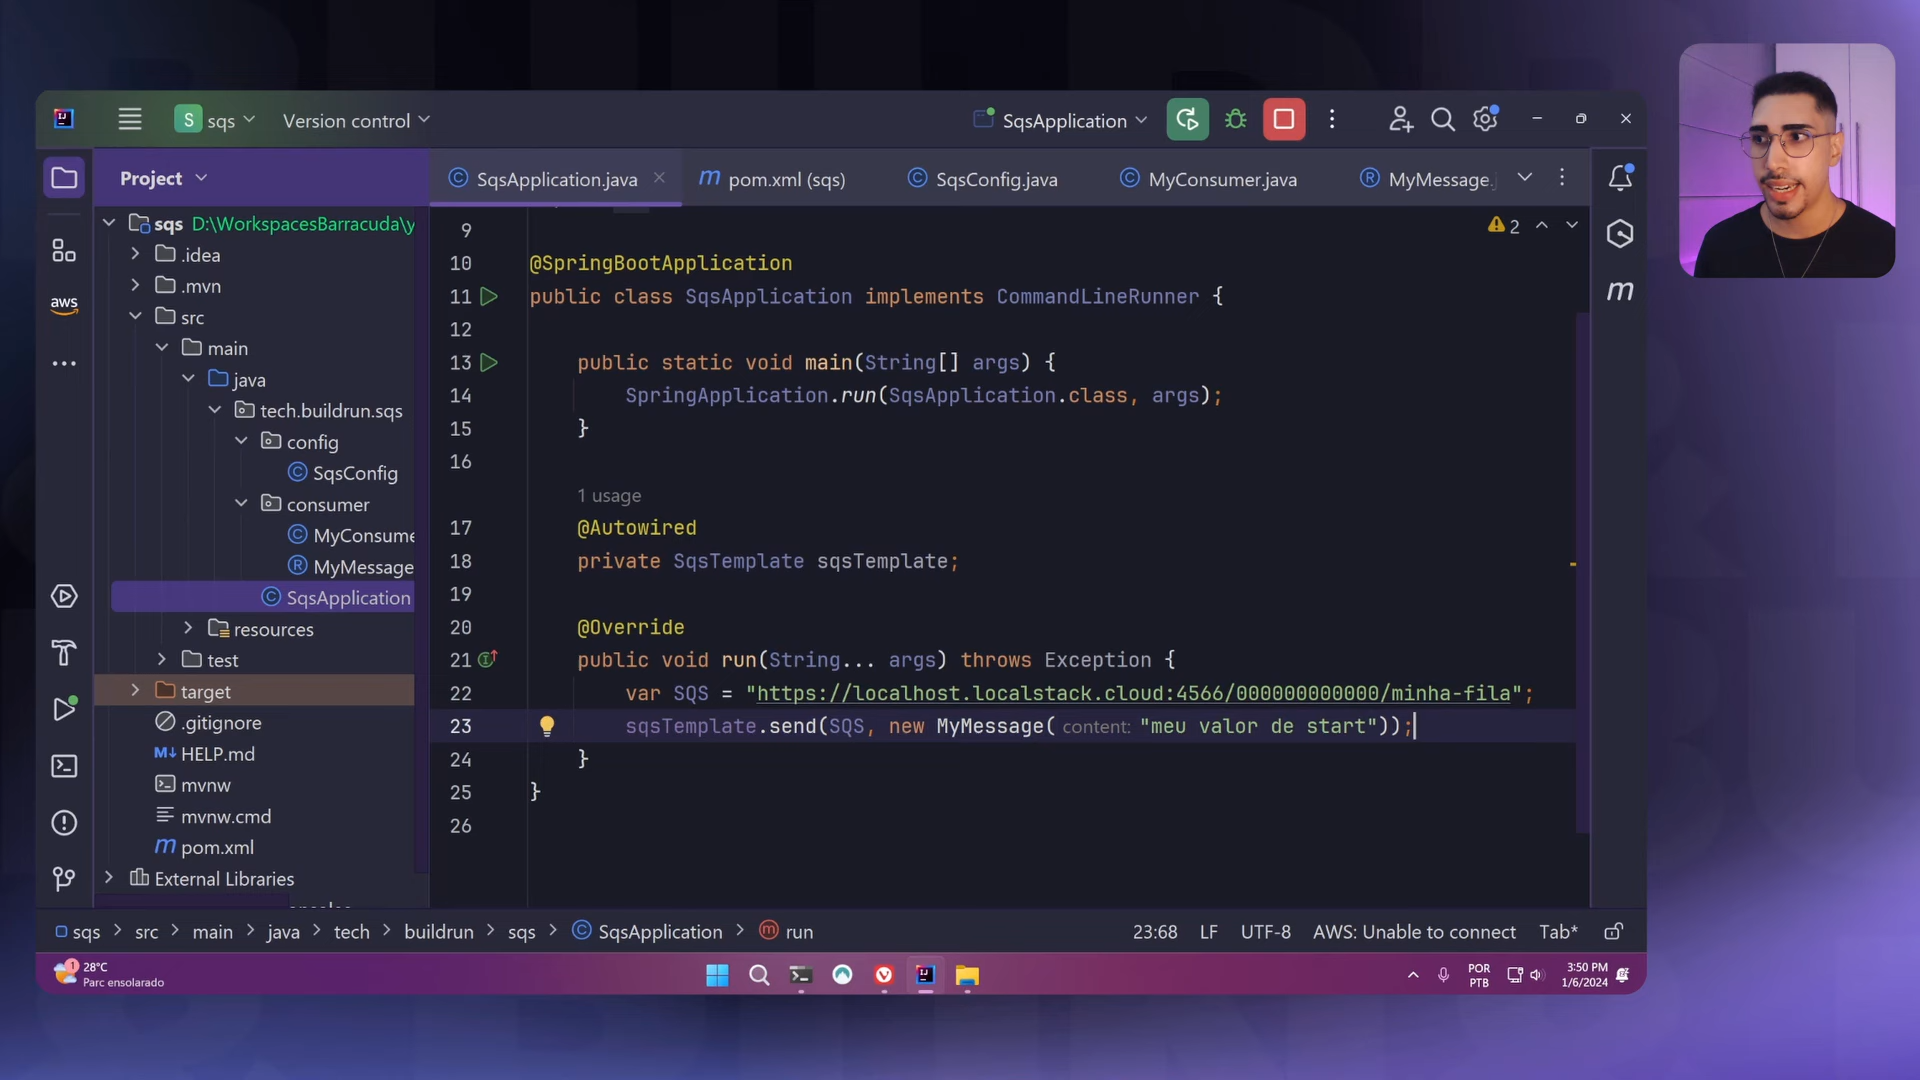 S sqs Version control SqsApplication
Project
SqsApplication.java
m pom.xml (sqs)
SqsConfig.java
MyConsumer.java
MyMessage.
aws
m
sqs D:\WorkspacesBarracuda\y
.idea
.mvn
src
main
java
tech.buildrun.sqs
config
SqsConfig
consumer
MyConsume
MyMessage
SqsApplication
resources
test
target
.gitignore
HELP.md
mvnw
mvnw.cmd
pom.xml
External Libraries
2
9
10 @SpringBootApplication
11 public class SqsApplication implements CommandLineRunner {
12
13 public static void main(String[] args) {
14 SpringApplication.run(SqsApplication.class, args);
15 }
16
1 usage
17 @Autowired
18 private SqsTemplate sqsTemplate;
19
20 @Override
21 public void run(String... args) throws Exception {
22 var SQS = "https://localhost.localstack.cloud:4566/000000000000/minha-fila";
23 sqsTemplate.send(SQS, new MyMessage( content: "meu valor de start"));
24 }
25 }
26
sqs > src > main > java > tech > buildrun > sqs > SqsApplication > run
23:68 LF UTF-8 AWS: Unable to connect Tab*
1 28°C
Parc ensolarado
POR
PTB
3:50 PM
1/6/2024